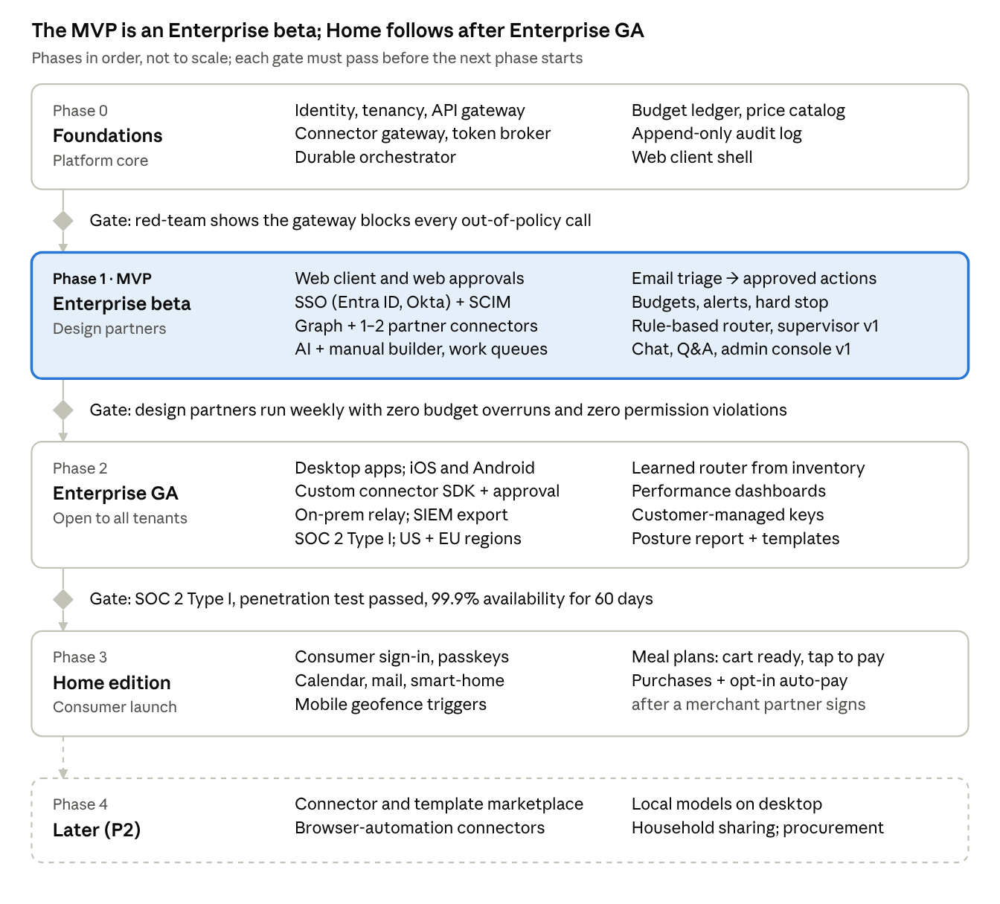 The MVP is an Enterprise beta; Home follows after Enterprise GA
Phases in order, not to scale; each gate must pass before the next phase starts
Phase 0
Foundations
Platform core
Identity, tenancy, API gateway
Connector gateway, token broker
Durable orchestrator
Budget ledger, price catalog
Append-only audit log
Web client shell
Gate: red-team shows the gateway blocks every out-of-policy call
Phase 1 · MVP
Enterprise beta
Design partners
Web client and web approvals
SSO (Entra ID, Okta) + SCIM
Graph + 1–2 partner connectors
AI + manual builder, work queues
Email triage → approved actions
Budgets, alerts, hard stop
Rule-based router, supervisor v1
Chat, Q&A, admin console v1
Gate: design partners run weekly with zero budget overruns and zero permission violations
Phase 2
Enterprise GA
Open to all tenants
Desktop apps; iOS and Android
Custom connector SDK + approval
On-prem relay; SIEM export
SOC 2 Type I; US + EU regions
Learned router from inventory
Performance dashboards
Customer-managed keys
Posture report + templates
Gate: SOC 2 Type I, penetration test passed, 99.9% availability for 60 days
Phase 3
Home edition
Consumer launch
Consumer sign-in, passkeys
Calendar, mail, smart-home
Mobile geofence triggers
Meal plans: cart ready, tap to pay
Purchases + opt-in auto-pay
after a merchant partner signs
Phase 4
Later (P2)
Connector and template marketplace
Browser-automation connectors
Local models on desktop
Household sharing; procurement